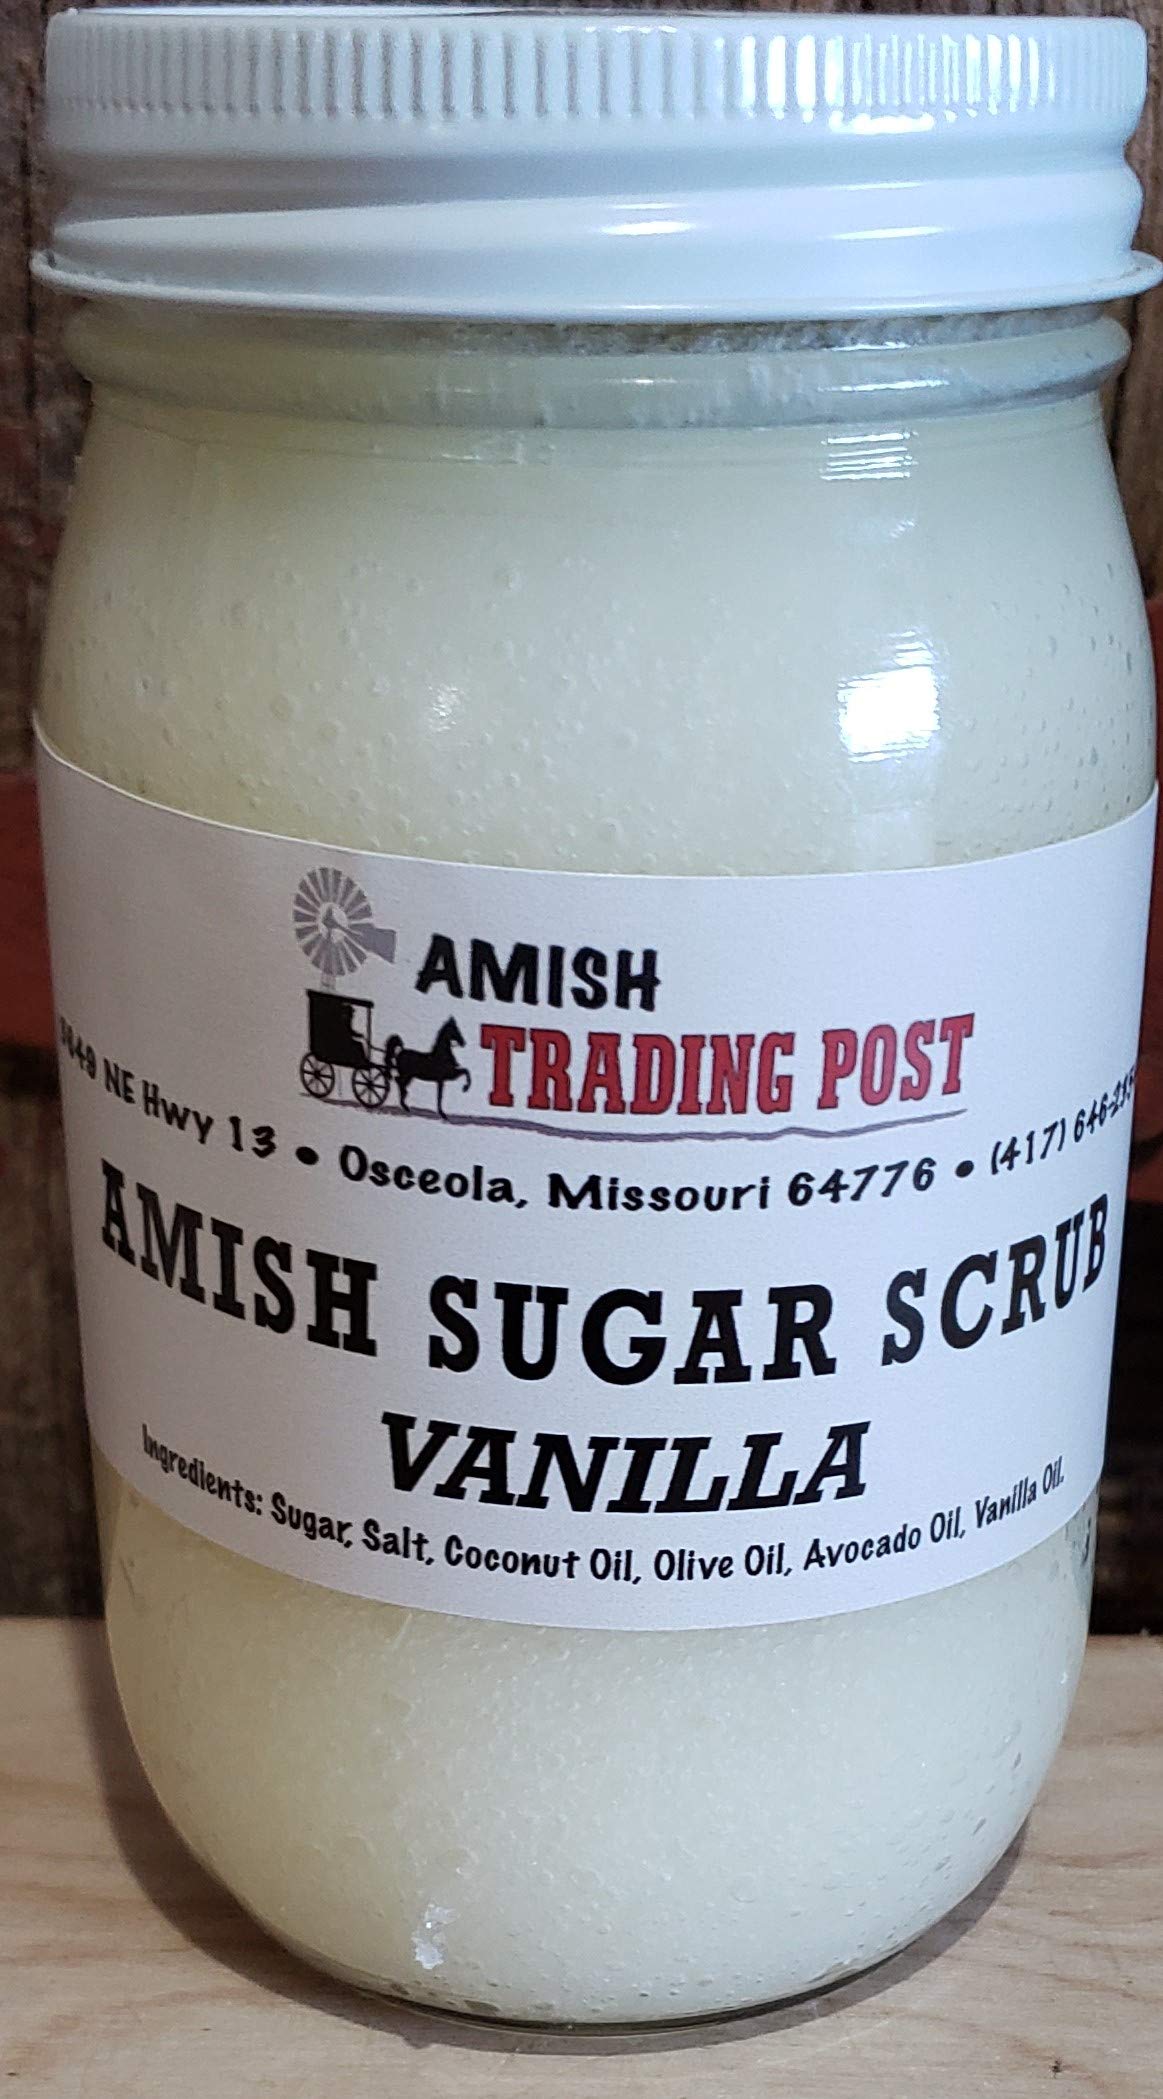 AMISH
TRADING POST
NE Hwy 13 • Osceola, Missouri 64776 • (417)
AMISH SUGAR SCRUB
VANILLA
Ingredients: Sugar, Salt, Coconut Oil, Olive Oil, Avocado Oil, Vanilla Oil.